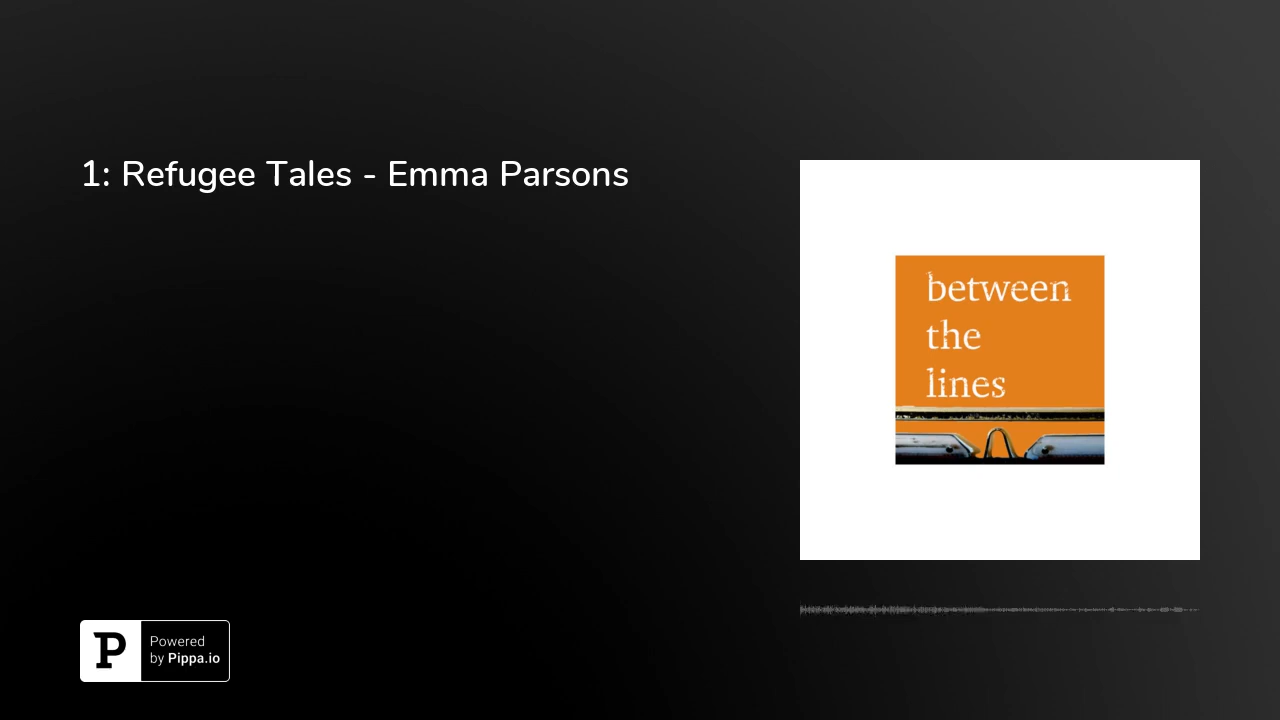 1: Refugee Tales - Emma Parsons
between
the
lines
P
Powered
by Pippa.io